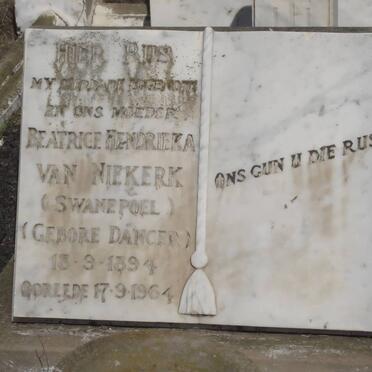 HIER RUS
MY DIERBARE EGGENOTE
EN ONS MOEDER
BEATRICE HENDRIEKA
VAN NIEKERK
(SWANEPOEL)
(GEBORE DANCER)
13-9-1894
OORLEDE 17-9-1964
ONS GUN U DIE RUS